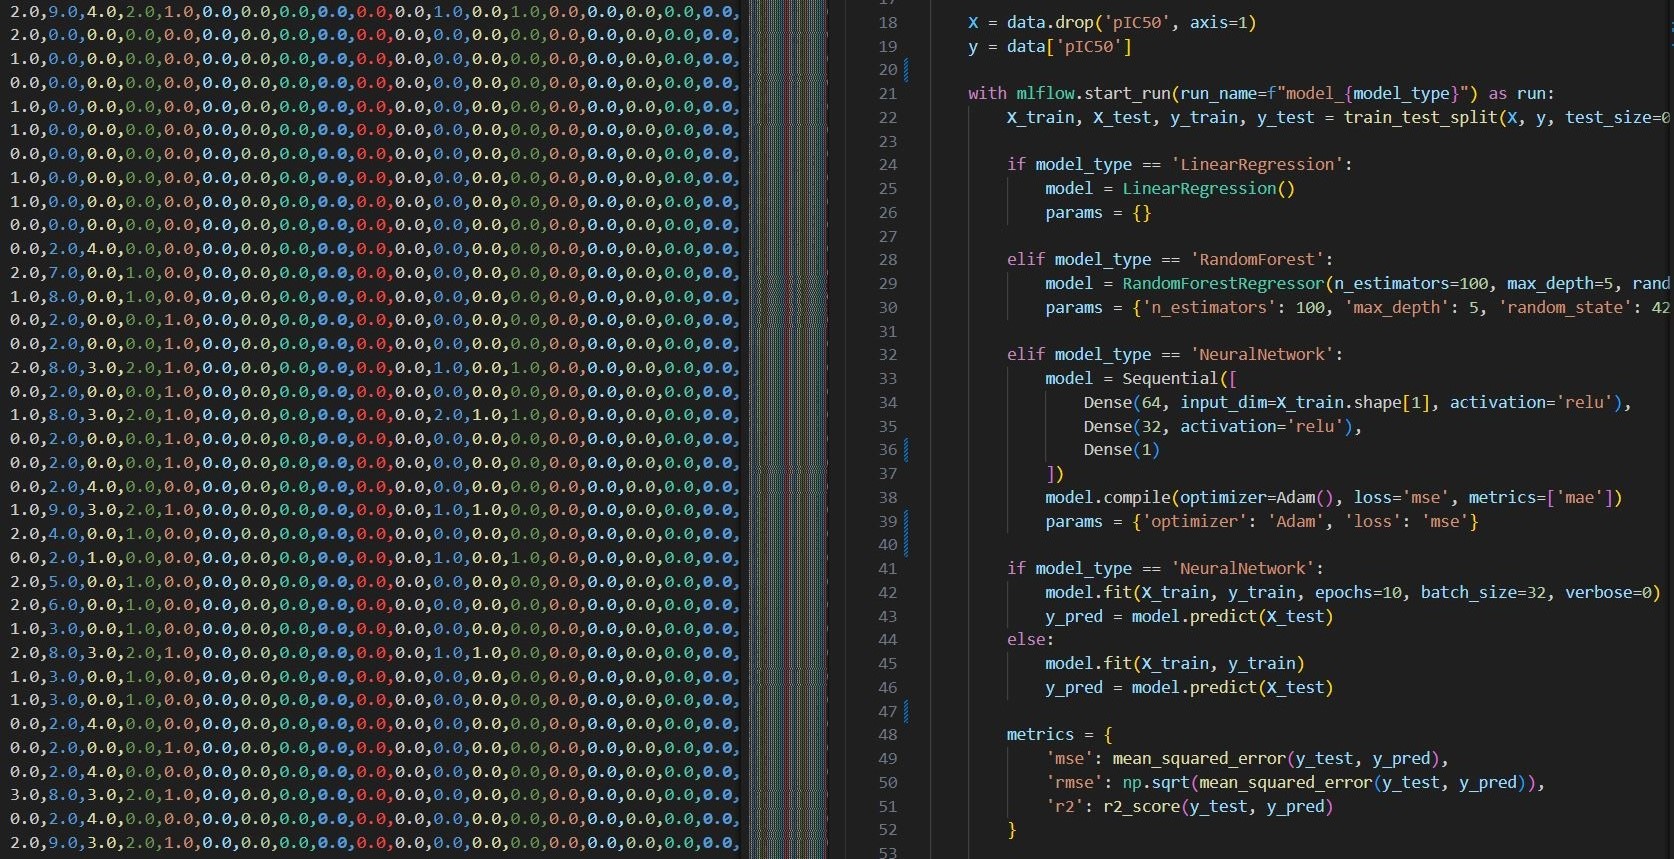 2.0,9.0,4.0,2.0,1.0,0.0,0.0,0.0,0.0,0.0,0.0,1.0,0.0,1.0,0.0,0.0,0.0,0.0,0.0,
2.0,0.0,0.0,0.0,0.0,0.0,0.0,0.0,0.0,0.0,0.0,0.0,0.0,0.0,0.0,0.0,0.0,0.0,0.0,
1.0,0.0,0.0,0.0,0.0,0.0,0.0,0.0,0.0,0.0,0.0,0.0,0.0,0.0,0.0,0.0,0.0,0.0,0.0,
0.0,0.0,0.0,0.0,0.0,0.0,0.0,0.0,0.0,0.0,0.0,0.0,0.0,0.0,0.0,0.0,0.0,0.0,0.0,
1.0,0.0,0.0,0.0,0.0,0.0,0.0,0.0,0.0,0.0,0.0,0.0,0.0,0.0,0.0,0.0,0.0,0.0,0.0,
1.0,0.0,0.0,0.0,0.0,0.0,0.0,0.0,0.0,0.0,0.0,0.0,0.0,0.0,0.0,0.0,0.0,0.0,0.0,
0.0,0.0,0.0,0.0,0.0,0.0,0.0,0.0,0.0,0.0,0.0,0.0,0.0,0.0,0.0,0.0,0.0,0.0,0.0,
1.0,0.0,0.0,0.0,0.0,0.0,0.0,0.0,0.0,0.0,0.0,0.0,0.0,0.0,0.0,0.0,0.0,0.0,0.0,
1.0,0.0,0.0,0.0,0.0,0.0,0.0,0.0,0.0,0.0,0.0,0.0,0.0,0.0,0.0,0.0,0.0,0.0,0.0,
0.0,0.0,0.0,0.0,0.0,0.0,0.0,0.0,0.0,0.0,0.0,0.0,0.0,0.0,0.0,0.0,0.0,0.0,0.0,
0.0,2.0,4.0,0.0,0.0,0.0,0.0,0.0,0.0,0.0,0.0,0.0,0.0,0.0,0.0,0.0,0.0,0.0,0.0,
2.0,7.0,0.0,1.0,0.0,0.0,0.0,0.0,0.0,0.0,0.0,0.0,0.0,0.0,0.0,0.0,0.0,0.0,0.0,
1.0,8.0,0.0,1.0,0.0,0.0,0.0,0.0,0.0,0.0,0.0,0.0,0.0,0.0,0.0,0.0,0.0,0.0,0.0,
0.0,2.0,0.0,0.0,1.0,0.0,0.0,0.0,0.0,0.0,0.0,0.0,0.0,0.0,0.0,0.0,0.0,0.0,0.0,
0.0,2.0,0.0,0.0,1.0,0.0,0.0,0.0,0.0,0.0,0.0,0.0,0.0,0.0,0.0,0.0,0.0,0.0,0.0,
2.0,8.0,3.0,2.0,1.0,0.0,0.0,0.0,0.0,0.0,0.0,1.0,0.0,1.0,0.0,0.0,0.0,0.0,0.0,
0.0,2.0,0.0,0.0,1.0,0.0,0.0,0.0,0.0,0.0,0.0,0.0,0.0,0.0,0.0,0.0,0.0,0.0,0.0,
1.0,8.0,3.0,2.0,1.0,0.0,0.0,0.0,0.0,0.0,0.0,2.0,1.0,1.0,0.0,0.0,0.0,0.0,0.0,
0.0,2.0,0.0,0.0,1.0,0.0,0.0,0.0,0.0,0.0,0.0,0.0,0.0,0.0,0.0,0.0,0.0,0.0,0.0,
0.0,2.0,0.0,0.0,1.0,0.0,0.0,0.0,0.0,0.0,0.0,0.0,0.0,0.0,0.0,0.0,0.0,0.0,0.0,
0.0,2.0,4.0,0.0,0.0,0.0,0.0,0.0,0.0,0.0,0.0,0.0,0.0,0.0,0.0,0.0,0.0,0.0,0.0,
1.0,9.0,3.0,2.0,1.0,0.0,0.0,0.0,0.0,0.0,0.0,1.0,1.0,0.0,0.0,0.0,0.0,0.0,0.0,
2.0,4.0,0.0,1.0,0.0,0.0,0.0,0.0,0.0,0.0,0.0,0.0,0.0,0.0,0.0,0.0,0.0,0.0,0.0,
0.0,2.0,1.0,0.0,0.0,0.0,0.0,0.0,0.0,0.0,0.0,1.0,0.0,1.0,0.0,0.0,0.0,0.0,0.0,
2.0,5.0,0.0,1.0,0.0,0.0,0.0,0.0,0.0,0.0,0.0,0.0,0.0,0.0,0.0,0.0,0.0,0.0,0.0,
2.0,6.0,0.0,1.0,0.0,0.0,0.0,0.0,0.0,0.0,0.0,0.0,0.0,0.0,0.0,0.0,0.0,0.0,0.0,
1.0,3.0,0.0,1.0,0.0,0.0,0.0,0.0,0.0,0.0,0.0,0.0,0.0,0.0,0.0,0.0,0.0,0.0,0.0,
2.0,8.0,3.0,2.0,1.0,0.0,0.0,0.0,0.0,0.0,0.0,1.0,1.0,0.0,0.0,0.0,0.0,0.0,0.0,
1.0,3.0,0.0,1.0,0.0,0.0,0.0,0.0,0.0,0.0,0.0,0.0,0.0,0.0,0.0,0.0,0.0,0.0,0.0,
1.0,3.0,0.0,1.0,0.0,0.0,0.0,0.0,0.0,0.0,0.0,0.0,0.0,0.0,0.0,0.0,0.0,0.0,0.0,
0.0,2.0,4.0,0.0,0.0,0.0,0.0,0.0,0.0,0.0,0.0,0.0,0.0,0.0,0.0,0.0,0.0,0.0,0.0,
0.0,2.0,0.0,0.0,1.0,0.0,0.0,0.0,0.0,0.0,0.0,0.0,0.0,0.0,0.0,0.0,0.0,0.0,0.0,
0.0,2.0,4.0,0.0,0.0,0.0,0.0,0.0,0.0,0.0,0.0,0.0,0.0,0.0,0.0,0.0,0.0,0.0,0.0,
3.0,8.0,3.0,2.0,1.0,0.0,0.0,0.0,0.0,0.0,0.0,0.0,0.0,0.0,0.0,0.0,0.0,0.0,0.0,
0.0,2.0,4.0,0.0,0.0,0.0,0.0,0.0,0.0,0.0,0.0,0.0,0.0,0.0,0.0,0.0,0.0,0.0,0.0,
2.0,9.0,3.0,2.0,1.0,0.0,0.0,0.0,0.0,0.0,0.0,0.0,0.0,0.0,0.0,0.0,0.0,0.0,0.0,
18 X = data.drop('pIC50', axis=1)
19 y = data['pIC50']
20
21 with mlflow.start_run(run_name=f"model_{model_type}") as run:
22 X_train, X_test, y_train, y_test = train_test_split(X, y, test_size=0
23
24 if model_type == 'LinearRegression':
25 model = LinearRegression()
26 params = {}
27
28 elif model_type == 'RandomForest':
29 model = RandomForestRegressor(n_estimators=100, max_depth=5, rand
30 params = {'n_estimators': 100, 'max_depth': 5, 'random_state': 42
31
32 elif model_type == 'NeuralNetwork':
33 model = Sequential([
34 Dense(64, input_dim=X_train.shape[1], activation='relu'),
35 Dense(32, activation='relu'),
36 Dense(1)
37 ])
38 model.compile(optimizer=Adam(), loss='mse', metrics=['mae'])
39 params = {'optimizer': 'Adam', 'loss': 'mse'}
40
41 if model_type == 'NeuralNetwork':
42 model.fit(X_train, y_train, epochs=10, batch_size=32, verbose=0)
43 y_pred = model.predict(X_test)
44 else:
45 model.fit(X_train, y_train)
46 y_pred = model.predict(X_test)
47
48 metrics = {
49 'mse': mean_squared_error(y_test, y_pred),
50 'rmse': np.sqrt(mean_squared_error(y_test, y_pred)),
51 'r2': r2_score(y_test, y_pred)
52 }
53